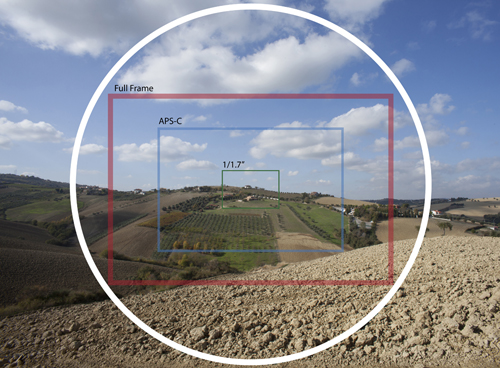 Full Frame
APS-C
1/1.7"